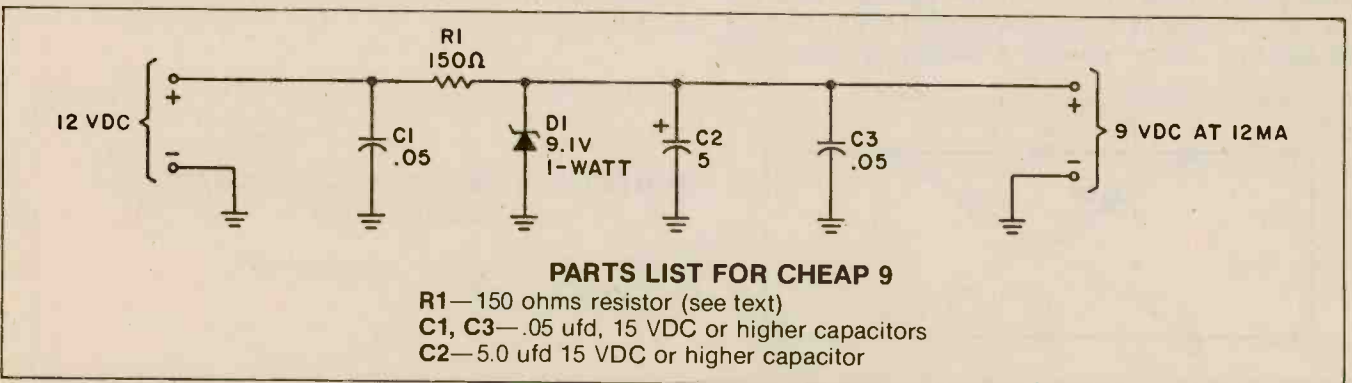 R1
150Ω
12 VDC
+
−
C1
.05
D1
9.1V
1-WATT
+
C2
5
C3
.05
+
−
9 VDC AT 12MA
PARTS LIST FOR CHEAP 9
R1—150 ohms resistor (see text)
C1, C3—.05 ufd, 15 VDC or higher capacitors
C2—5.0 ufd 15 VDC or higher capacitor